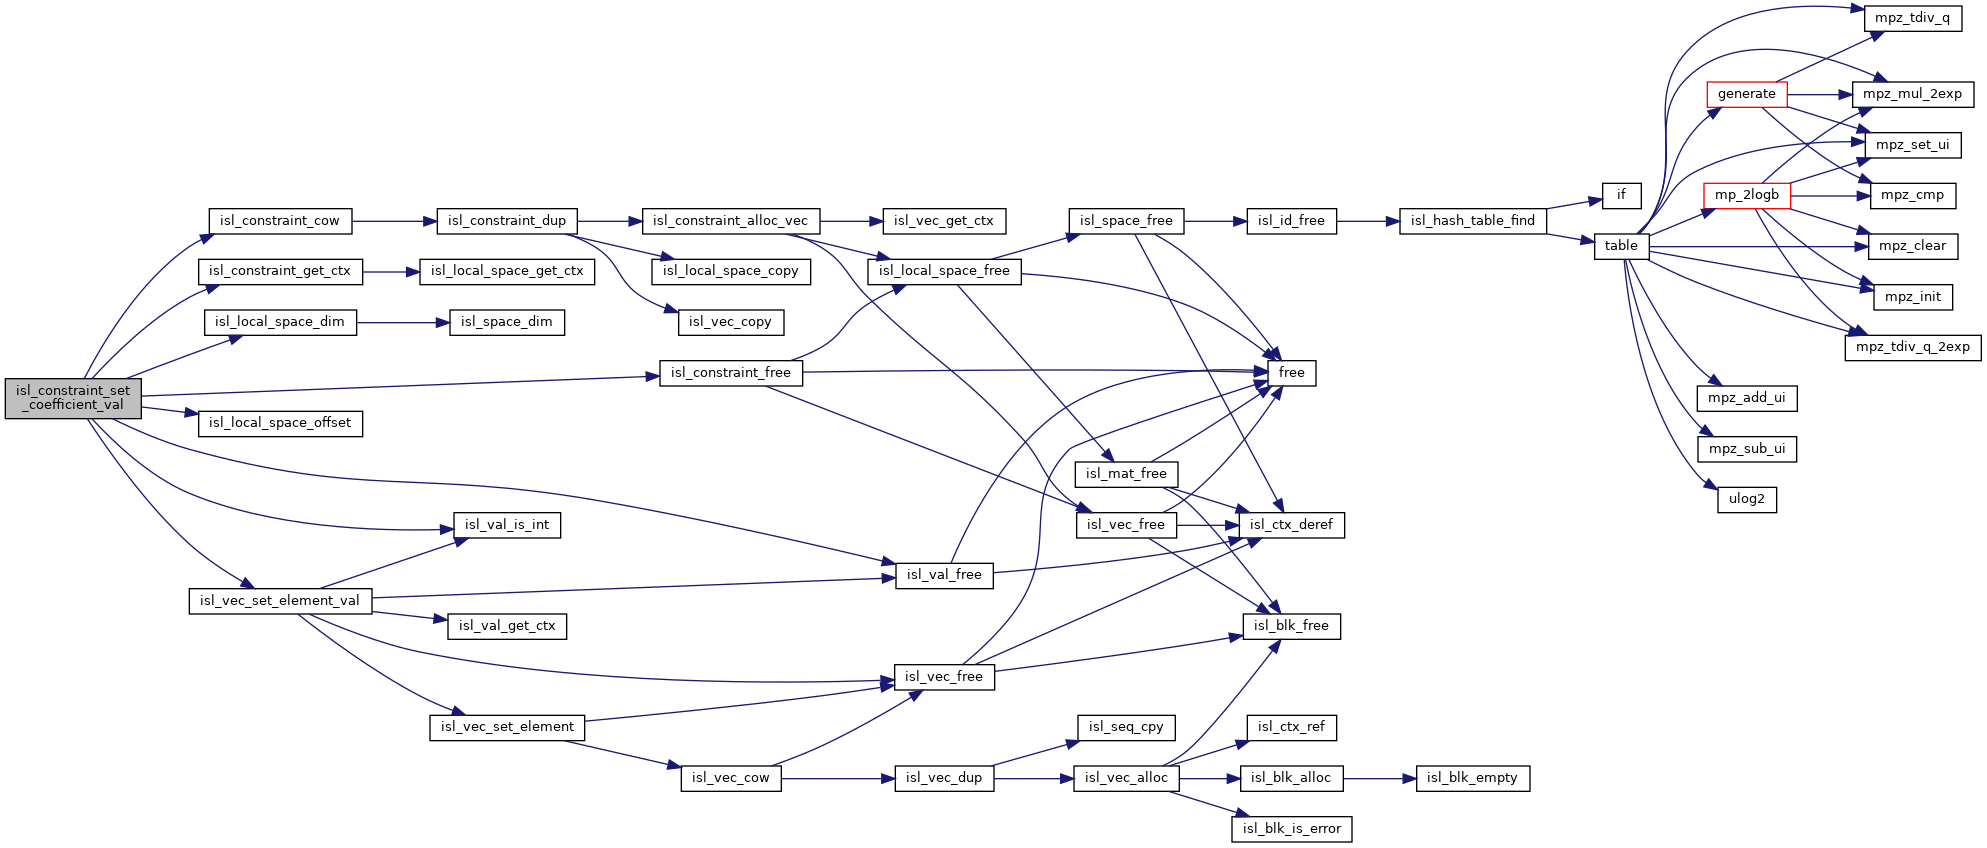 isl_constraint_set
_coefficient_val
isl_constraint_cow
isl_constraint_get_ctx
isl_local_space_dim
isl_constraint_free
isl_local_space_offset
isl_val_is_int
isl_vec_set_element_val
isl_val_get_ctx
isl_vec_set_element
isl_constraint_dup
isl_local_space_get_ctx
isl_space_dim
isl_constraint_alloc_vec
isl_local_space_copy
isl_vec_copy
isl_vec_get_ctx
isl_local_space_free
isl_val_free
isl_vec_free
isl_vec_cow
isl_vec_dup
isl_space_free
isl_mat_free
isl_vec_free
isl_seq_cpy
isl_vec_alloc
isl_id_free
free
isl_ctx_deref
isl_blk_free
isl_ctx_ref
isl_blk_alloc
isl_blk_is_error
isl_hash_table_find
isl_blk_empty
if
table
generate
mp_2logb
mpz_add_ui
mpz_sub_ui
ulog2
mpz_tdiv_q
mpz_mul_2exp
mpz_set_ui
mpz_cmp
mpz_clear
mpz_init
mpz_tdiv_q_2exp